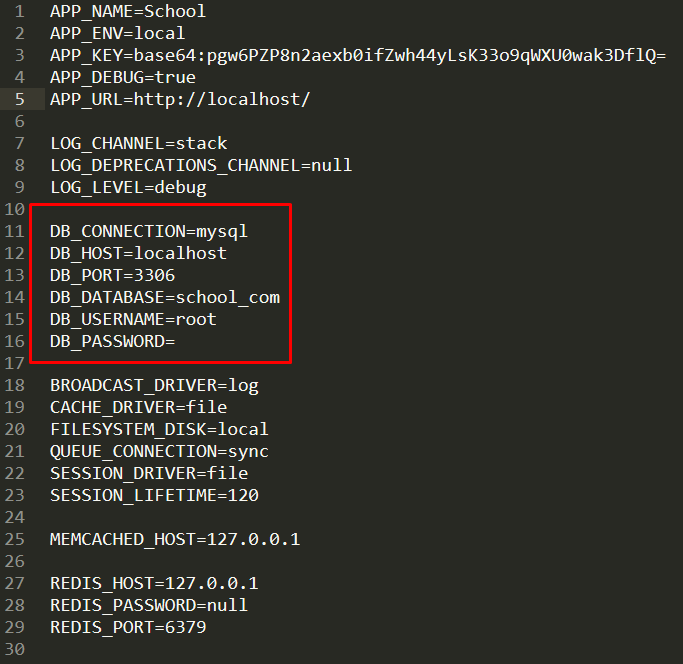 1 APP_NAME=School
2 APP_ENV=local
3 APP_KEY=base64:pgw6PZP8n2aexb0ifZwh44yLsK33o9qWXU0wak3DflQ=
4 APP_DEBUG=true
5 APP_URL=http://localhost/
6
7 LOG_CHANNEL=stack
8 LOG_DEPRECATIONS_CHANNEL=null
9 LOG_LEVEL=debug
10
11 DB_CONNECTION=mysql
12 DB_HOST=localhost
13 DB_PORT=3306
14 DB_DATABASE=school_com
15 DB_USERNAME=root
16 DB_PASSWORD=
17
18 BROADCAST_DRIVER=log
19 CACHE_DRIVER=file
20 FILESYSTEM_DISK=local
21 QUEUE_CONNECTION=sync
22 SESSION_DRIVER=file
23 SESSION_LIFETIME=120
24
25 MEMCACHED_HOST=127.0.0.1
26
27 REDIS_HOST=127.0.0.1
28 REDIS_PASSWORD=null
29 REDIS_PORT=6379
30